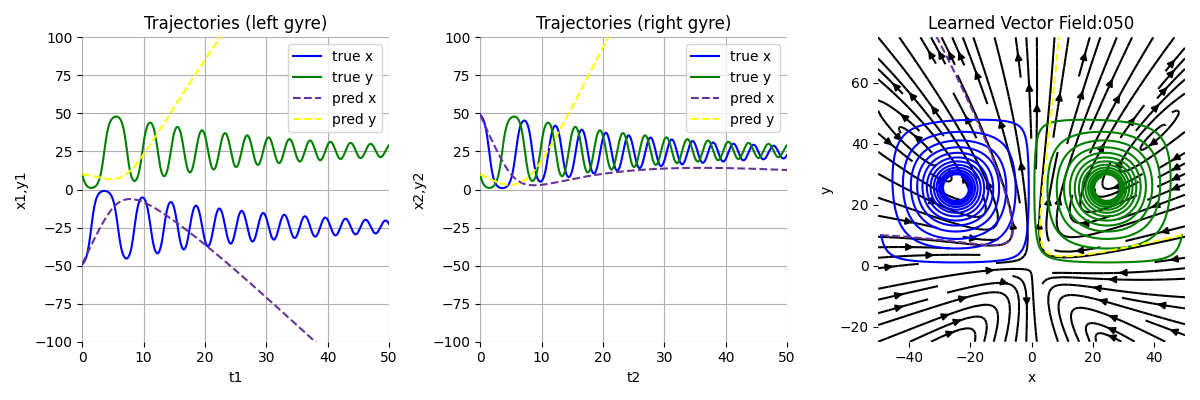 Trajectories (left gyre)
100
75
50
25
0
−25
−50
−75
−100
0
10
20
30
40
50
x1,y1
t1
true x
true y
pred x
pred y
Trajectories (right gyre)
100
75
50
25
0
−25
−50
−75
−100
0
10
20
30
40
50
x2,y2
t2
true x
true y
pred x
pred y
Learned Vector Field:050
60
40
20
0
−20
−40
−20
0
20
40
y
x